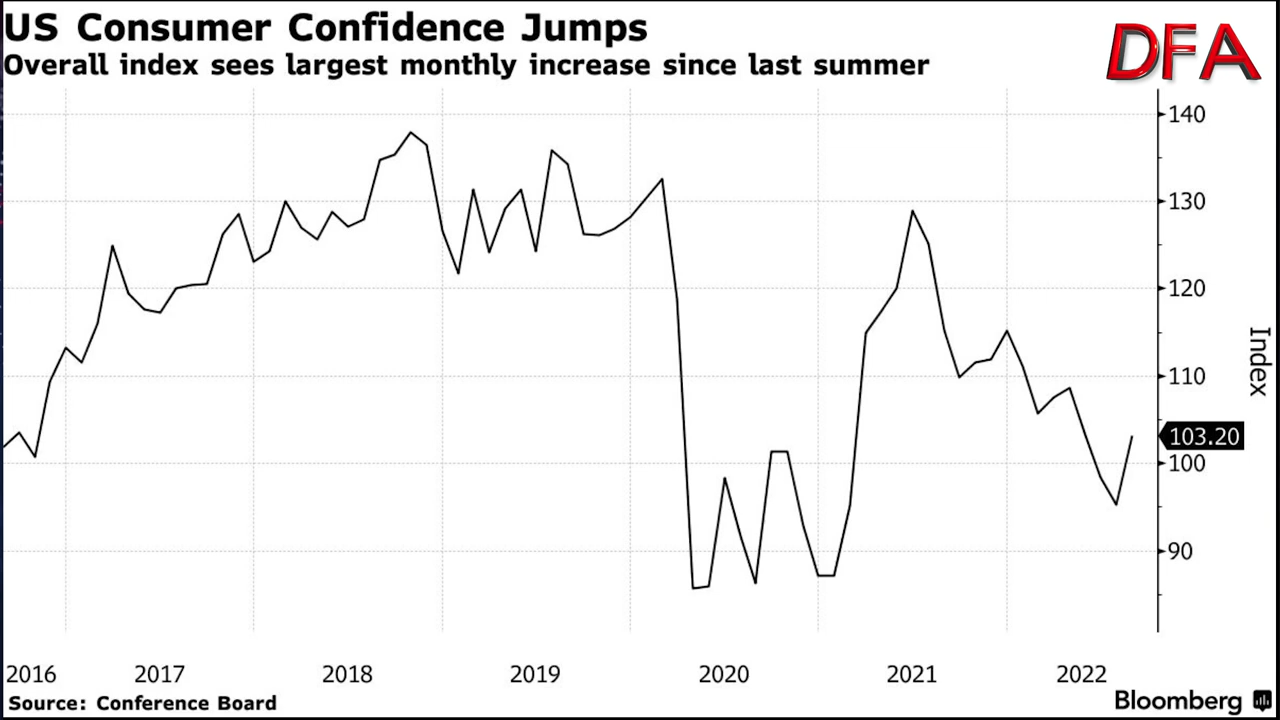 US Consumer Confidence Jumps
Overall index sees largest monthly increase since last summer
DFA
140
130
120
110
103.20
100
90
Index
2016 2017 2018 2019 2020 2021 2022
Source: Conference Board
Bloomberg